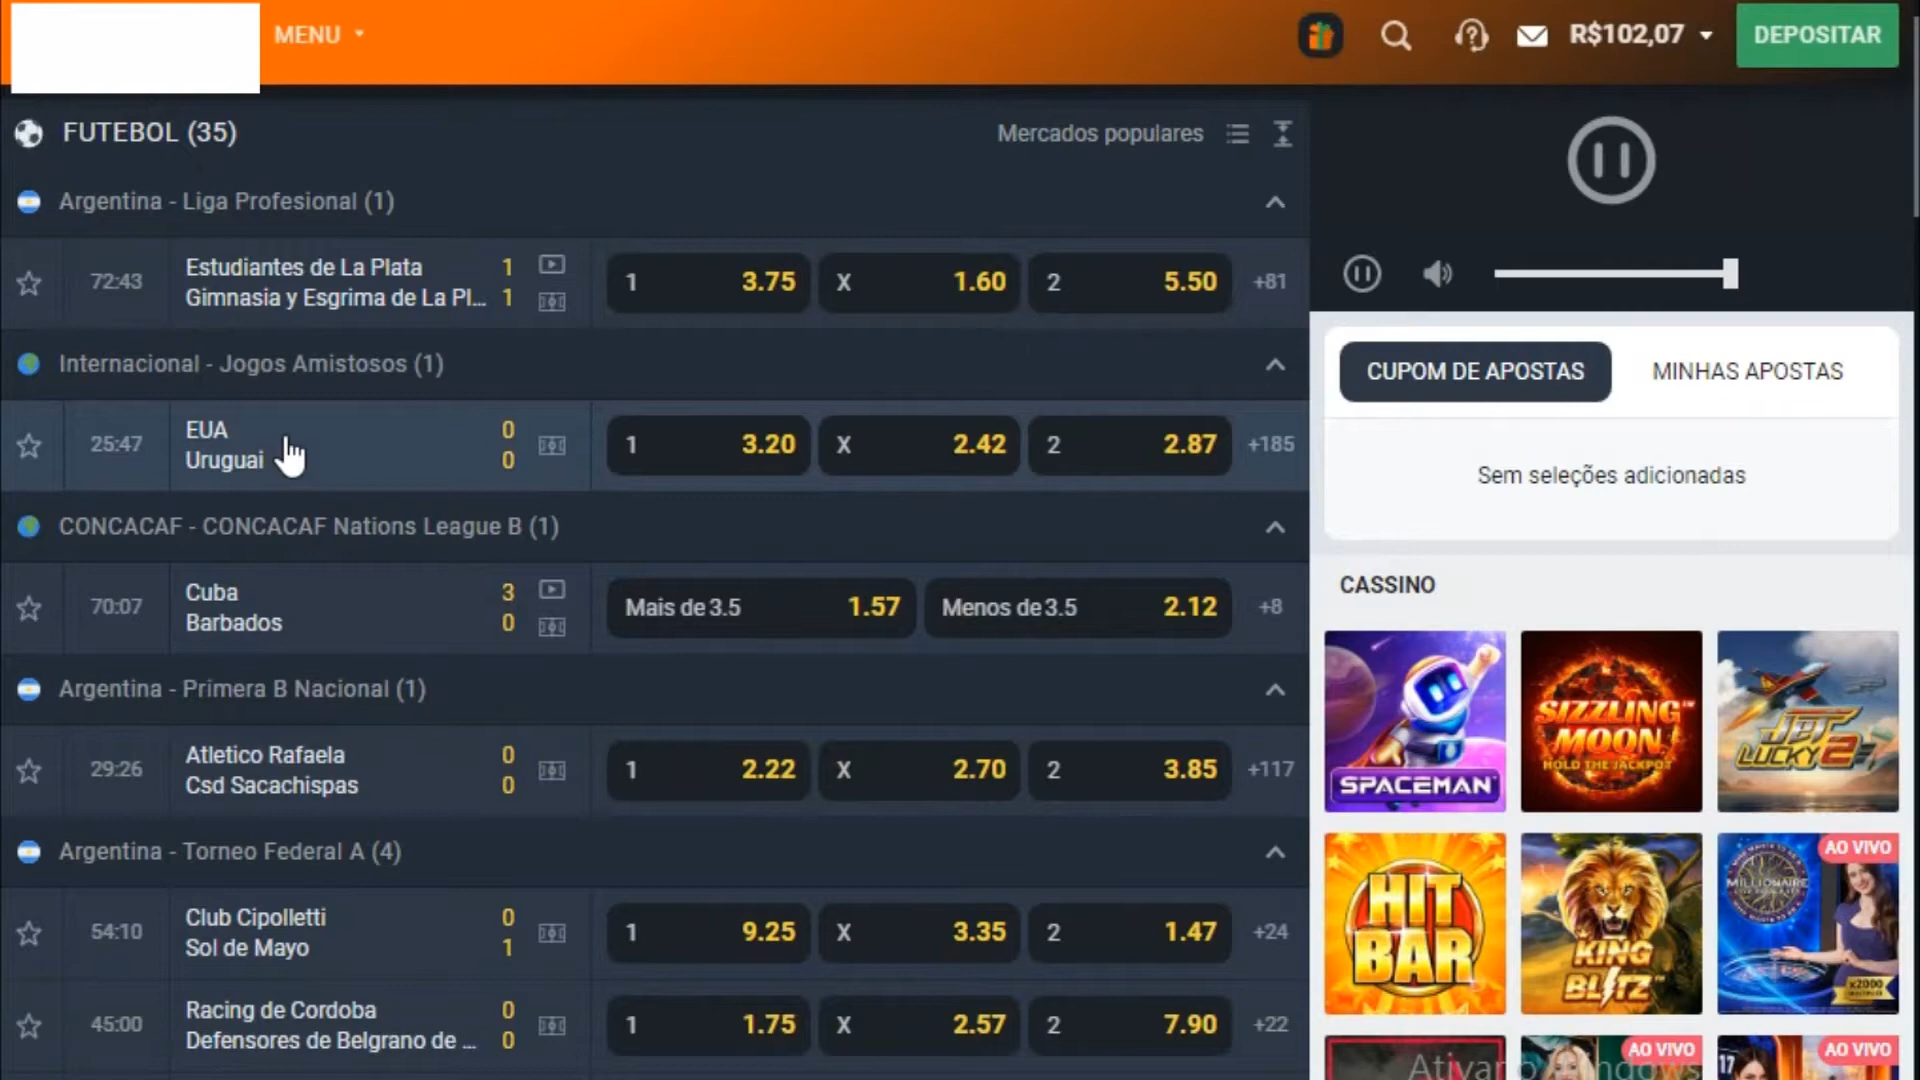 MENU
R$102,07
DEPOSITAR
FUTEBOL (35)
Mercados populares
Argentina - Liga Profesional (1)
72:43
Estudiantes de La Plata 1
Gimnasia y Esgrima de La Pl... 1
1 3.75 X 1.60 2 5.50 +81
Internacional - Jogos Amistosos (1)
25:47
EUA 0
Uruguai 0
1 3.20 X 2.42 2 2.87 +185
CONCACAF - CONCACAF Nations League B (1)
70:07
Cuba 3
Barbados 0
Mais de 3.5 1.57 Menos de 3.5 2.12 +8
Argentina - Primera B Nacional (1)
29:26
Atletico Rafaela 0
Csd Sacachispas 0
1 2.22 X 2.70 2 3.85 +117
Argentina - Torneo Federal A (4)
54:10
Club Cipolletti 0
Sol de Mayo 1
1 9.25 X 3.35 2 1.47 +24
45:00
Racing de Cordoba 0
Defensores de Belgrano de ... 0
1 1.75 X 2.57 2 7.90 +22
CUPOM DE APOSTAS
MINHAS APOSTAS
Sem seleções adicionadas
CASSINO
SPACEMAN
SIZZLING
MOON
HOLD THE JACKPOT
JET
LUCKY 2
HIT
BAR
KING
BLITZ
AO VIVO
MILLIONAIRE
x2000
AO VIVO
17
AO VIVO
Ativar o Windows